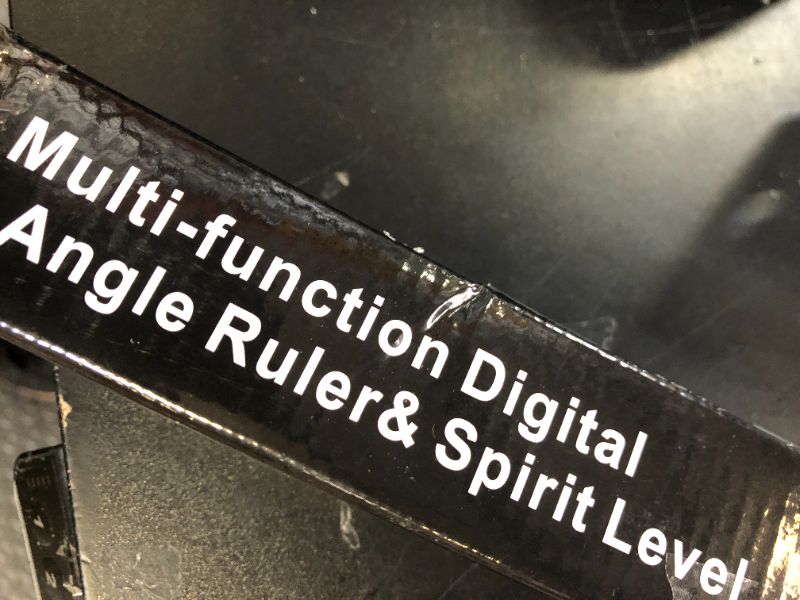 Multi-function Digital
Angle Ruler& Spirit Level